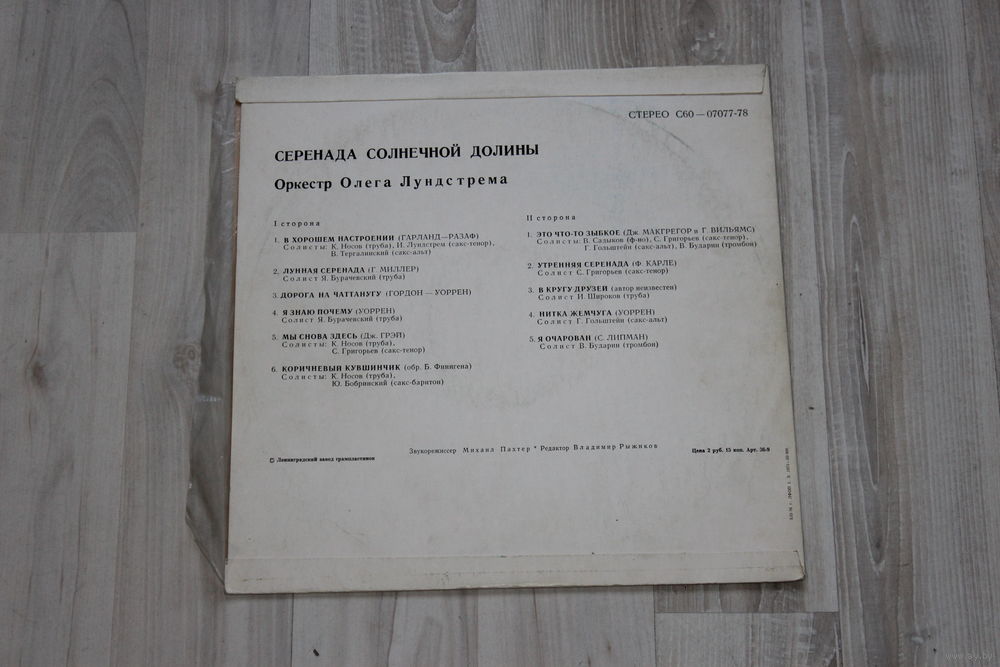 СТЕРЕО С60—07077-78
СЕРЕНАДА СОЛНЕЧНОЙ ДОЛИНЫ
Оркестр Олега Лундстрема
I сторона
1. В ХОРОШЕМ НАСТРОЕНИИ (ГАРЛАНД—РАЗАФ)
Солисты: К. Носов (труба), И. Лундстрем (сакс-тенор),
В. Тергалинский (сакс-альт)
2. ЛУННАЯ СЕРЕНАДА (Г. МИЛЛЕР)
Солист Я. Бурачевский (труба)
3. ДОРОГА НА ЧАТТАНУГУ (ГОРДОН — УОРРЕН)
4. Я ЗНАЮ ПОЧЕМУ (УОРРЕН)
Солист Я. Бурачевский (труба)
5. МЫ СНОВА ЗДЕСЬ (Дж. ГРЭЙ)
Солисты: К. Носов (труба),
С. Григорьев (сакс-тенор)
6. КОРИЧНЕВЫЙ КУВШИНЧИК (обр. Б. Финигена)
Солисты: К. Носов (труба),
Ю. Бобринский (сакс-баритон)
II сторона
1. ЭТО ЧТО-ТО ЗЫБКОЕ (Дж. МАКГРЕГОР и Г. ВИЛЬЯМС)
Солисты: В. Садыков (ф-но), С. Григорьев (сакс-тенор),
Г. Гольштейн (сакс-альт), В. Бударин (тромбон)
2. УТРЕННЯЯ СЕРЕНАДА (Ф. КАРЛЕ)
Солист С. Григорьев (сакс-тенор)
3. В КРУГУ ДРУЗЕЙ (автор неизвестен)
Солист И. Широков (труба)
4. НИТКА ЖЕМЧУГА (УОРРЕН)
Солист Г. Гольштейн (сакс-альт)
5. Я ОЧАРОВАН (С. ЛИПМАН)
Солист В. Бударин (тромбон)
Звукорежиссер Михаил Пахтер * Редактор Владимир Рыжиков
Ленинградский завод грампластинок
Цена 2 руб. 15 коп. Арт. 36-9
www.ay.by